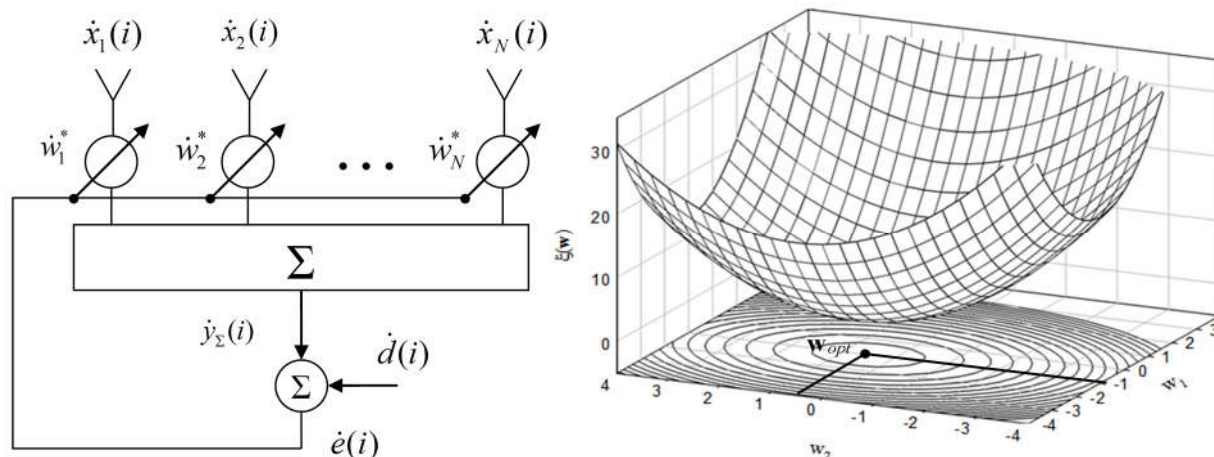 ẋ₁(i) ẋ₂(i) ẋ_N(i)
ẇ₁* ẇ₂* • • • ẇ_N*
Σ
ẏ_Σ(i)
ḋ(i)
Σ
ė(i)
ξ(w)
30
20
10
0
w_opt
4 3 2 1 0 -1 -2 -3 -4
w₂
-4 -3 -2 -1 0 1 2 3
w₁